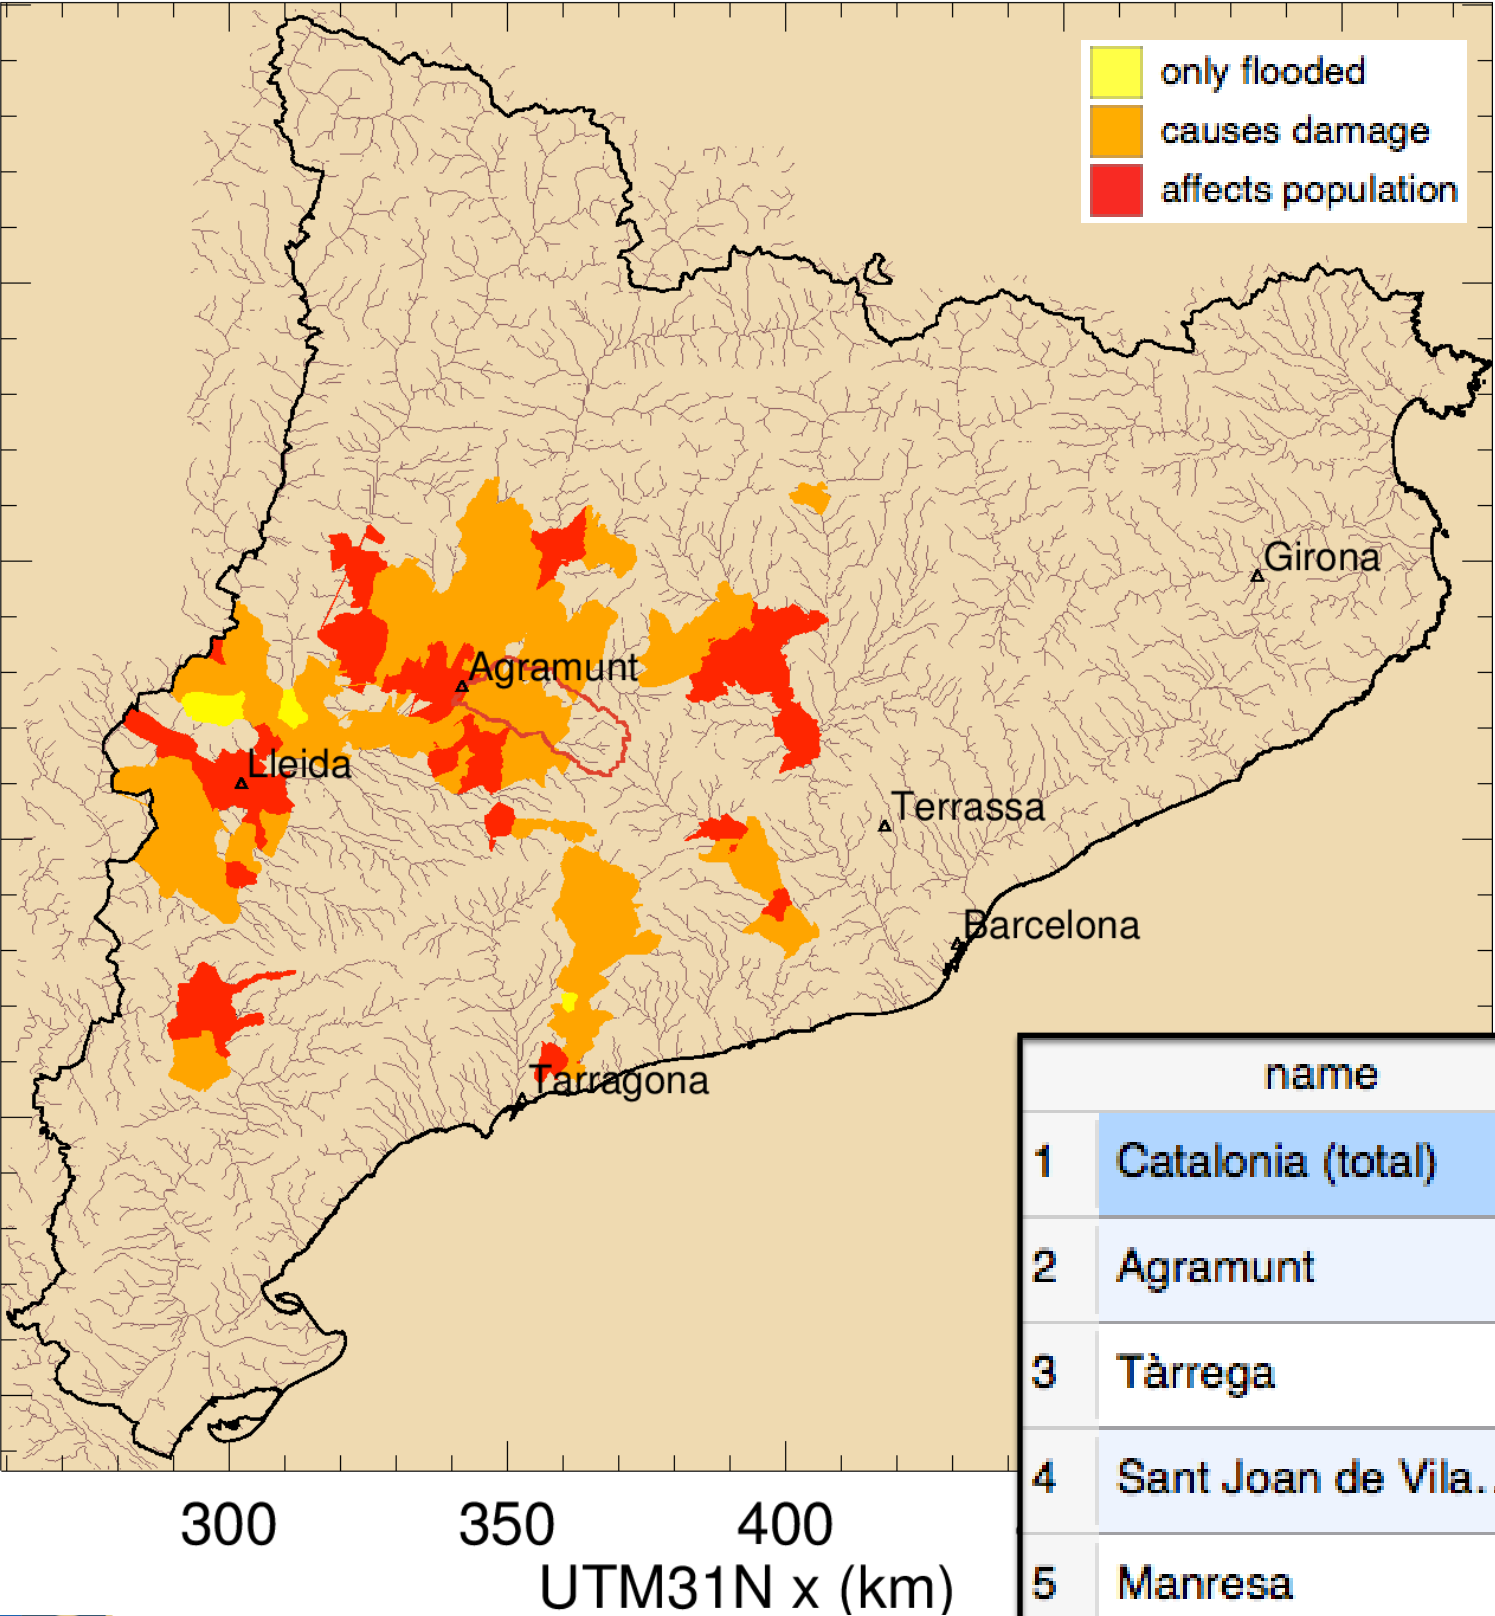 only flooded
causes damage
affects population
Girona
Agramunt
Lleida
Terrassa
Barcelona
Tarragona
name
1 Catalonia (total)
2 Agramunt
3 Tàrrega
4 Sant Joan de Vila..
5 Manresa
300 350 400
UTM31N x (km)